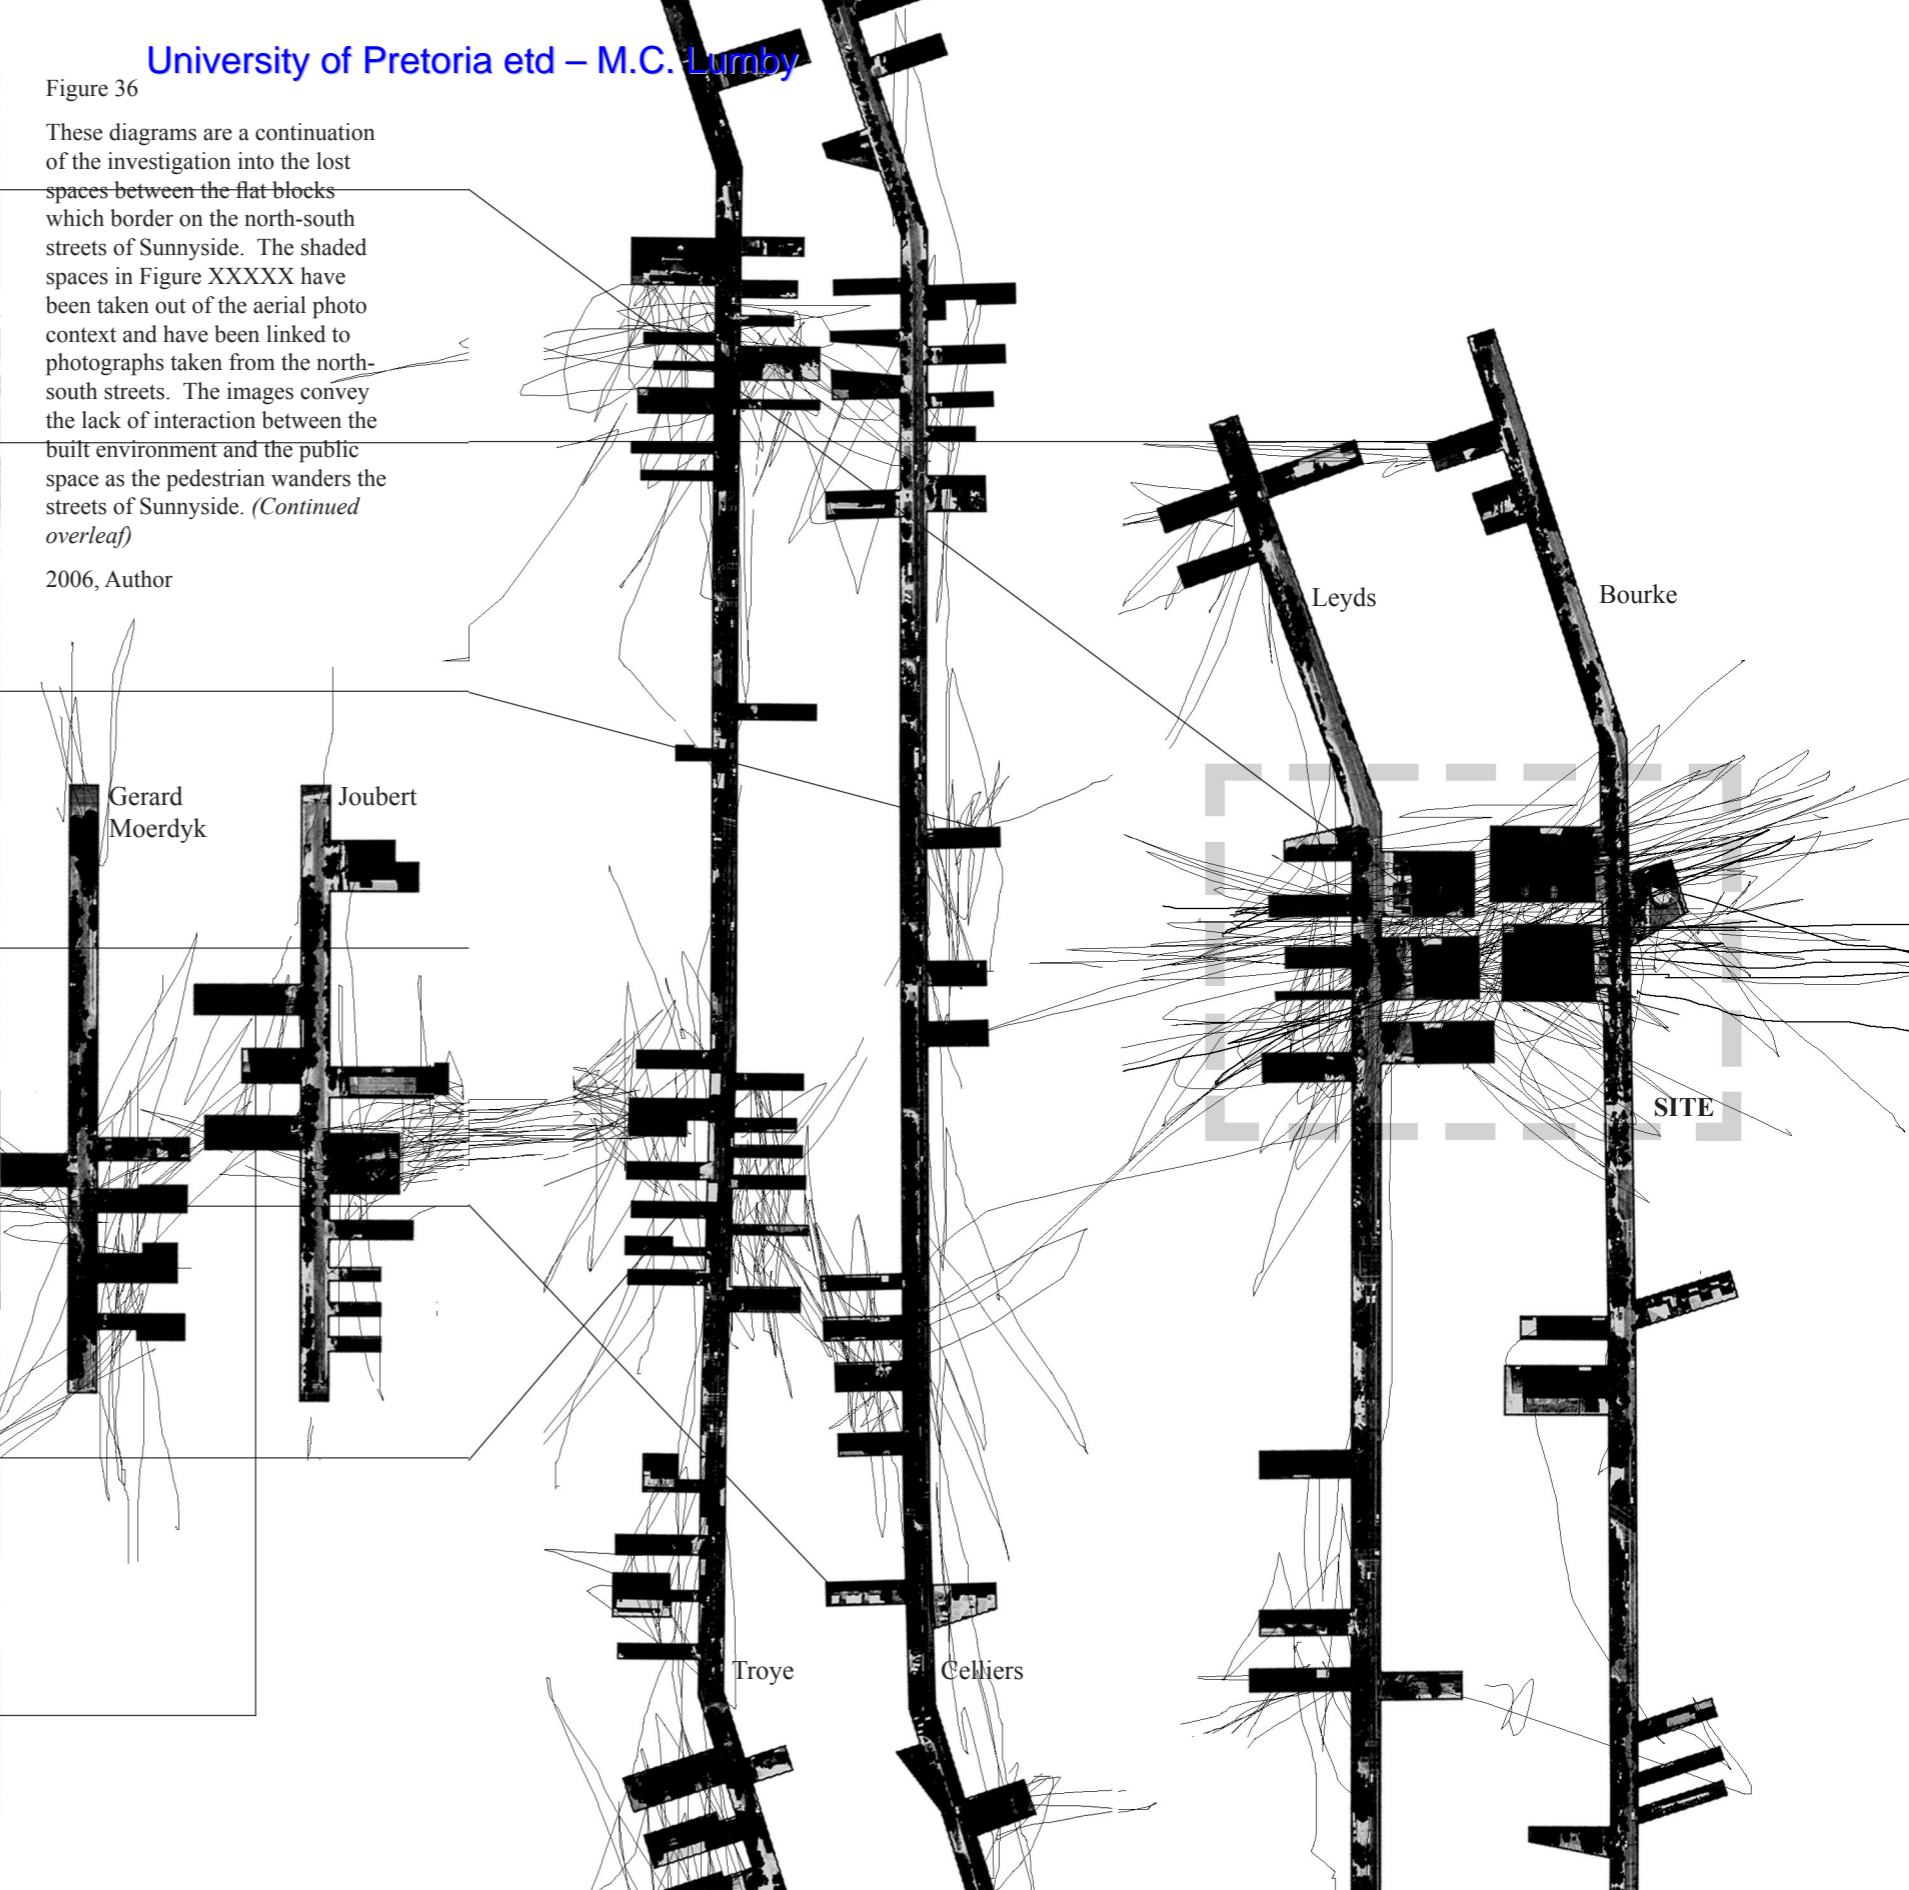 University of Pretoria etd – M.C. Lumby
Figure 36
These diagrams are a continuation
of the investigation into the lost
spaces between the flat blocks
which border on the north-south
streets of Sunnyside.  The shaded
spaces in Figure XXXXX have
been taken out of the aerial photo
context and have been linked to
photographs taken from the north-
south streets.  The images convey
the lack of interaction between the
built environment and the public
space as the pedestrian wanders the
streets of Sunnyside. (Continued
overleaf)
2006, Author
Leyds
Bourke
Gerard
Moerdyk
Joubert
SITE
Troye
Celliers